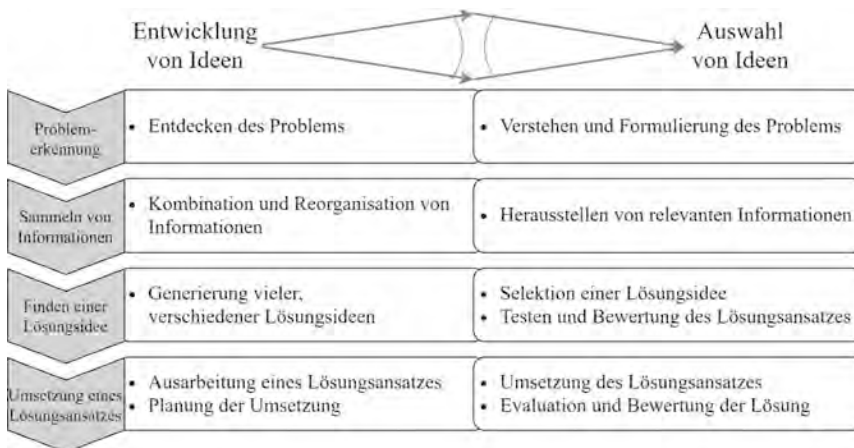 Entwicklung
von Ideen
Auswahl
von Ideen
Problem-
erkennung
• Entdecken des Problems
• Verstehen und Formulierung des Problems
Sammeln von
Informationen
• Kombination und Reorganisation von
Informationen
• Herausstellen von relevanten Informationen
Finden einer
Lösungsidee
• Generierung vieler,
verschiedener Lösungsideen
• Selektion einer Lösungsidee
• Testen und Bewertung des Lösungsansatzes
Umsetzung eines
Lösungsansatzes
• Ausarbeitung eines Lösungsansatzes
• Planung der Umsetzung
• Umsetzung des Lösungsansatzes
• Evaluation und Bewertung der Lösung